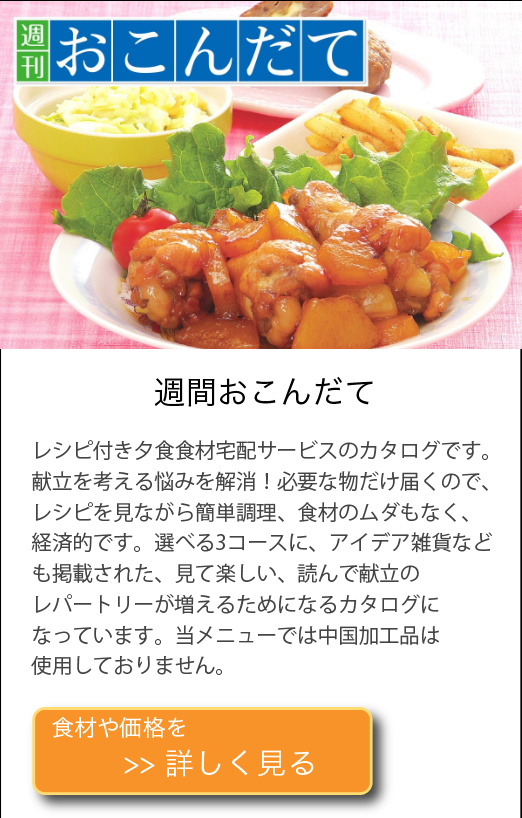 週刊おこんだて
週間おこんだて
レシピ付き夕食食材宅配サービスのカタログです。
献立を考える悩みを解消！必要な物だけ届くので、
レシピを見ながら簡単調理、食材のムダもなく、
経済的です。選べる3コースに、アイデア雑貨など
も掲載された、見て楽しい、読んで献立の
レパートリーが増えるためになるカタログに
なっています。当メニューでは中国加工品は
使用しておりません。
食材や価格を
>> 詳しく見る